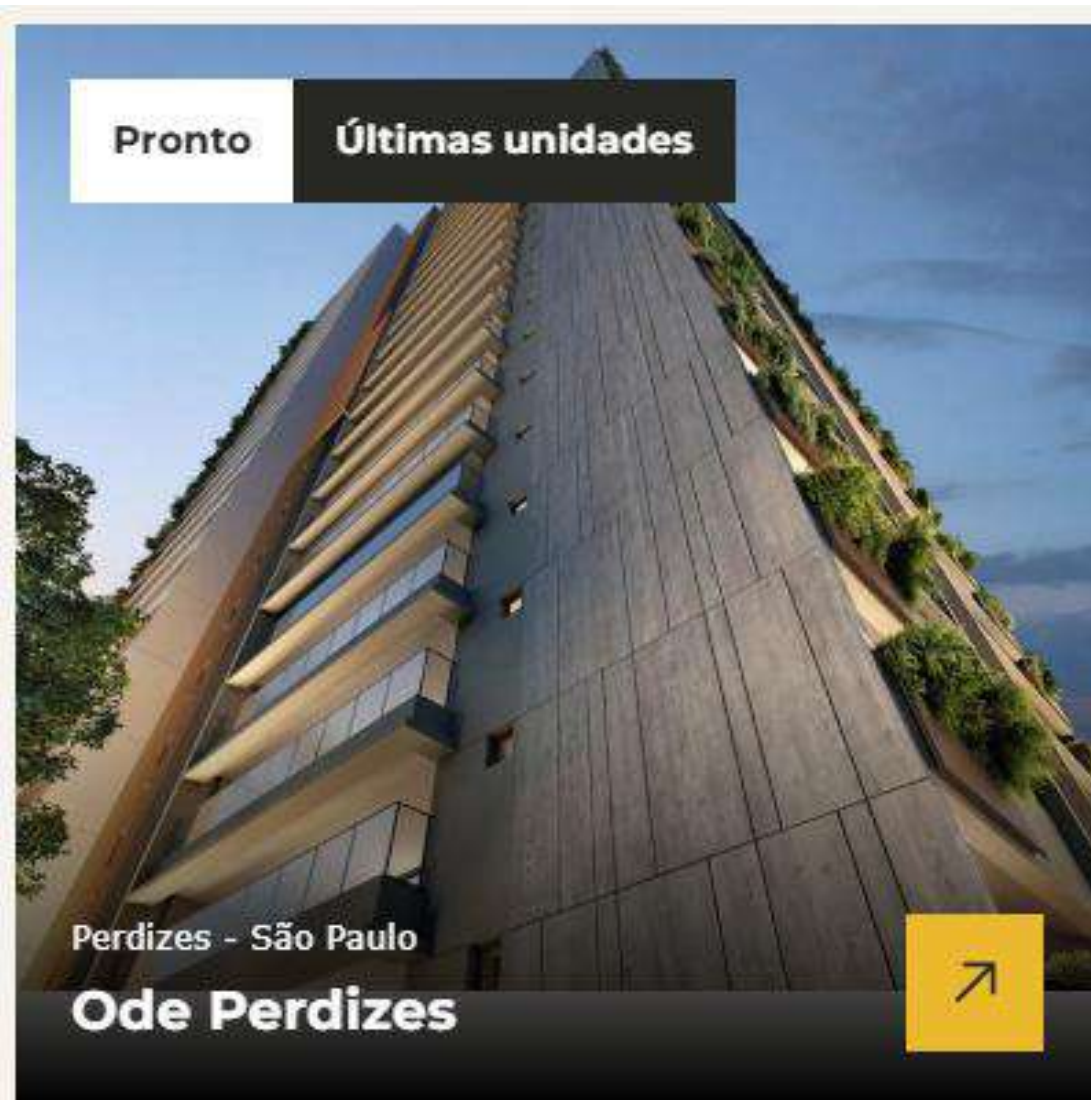 Pronto
Últimas unidades
Perdizes - São Paulo
Ode Perdizes